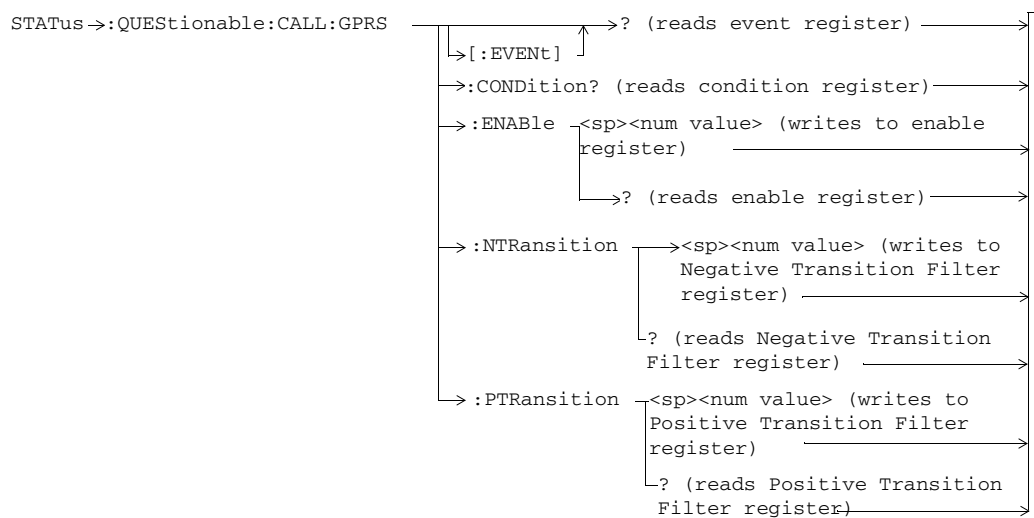 STATus :QUEStionable:CALL:GPRS ? (reads event register)
[:EVENt]
:CONDition? (reads condition register)
:ENABle <sp><num value> (writes to enable
register)
? (reads enable register)
:NTRansition <sp><num value> (writes to
Negative Transition Filter
register)
? (reads Negative Transition
Filter register)
:PTRansition <sp><num value> (writes to
Positive Transition Filter
register)
? (reads Positive Transition
Filter register)